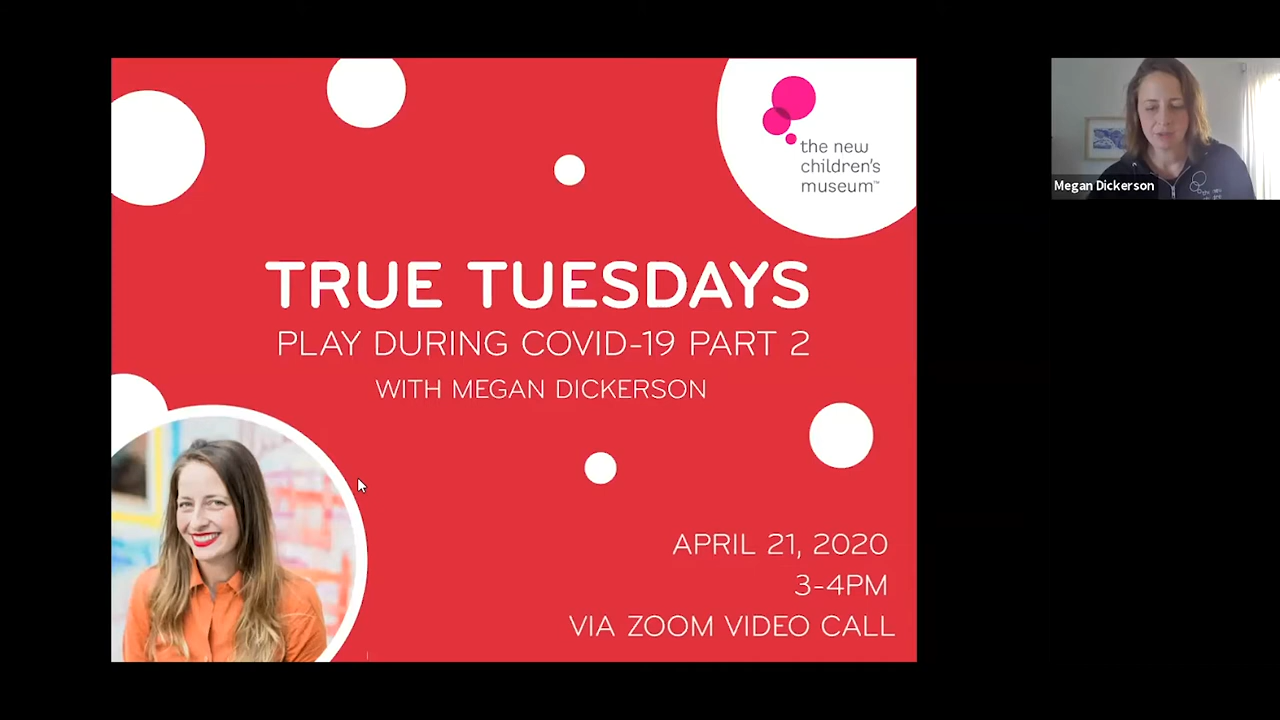 the new
children's
museum™
TRUE TUESDAYS
PLAY DURING COVID-19 PART 2
WITH MEGAN DICKERSON
APRIL 21, 2020
3-4PM
VIA ZOOM VIDEO CALL
Megan Dickerson